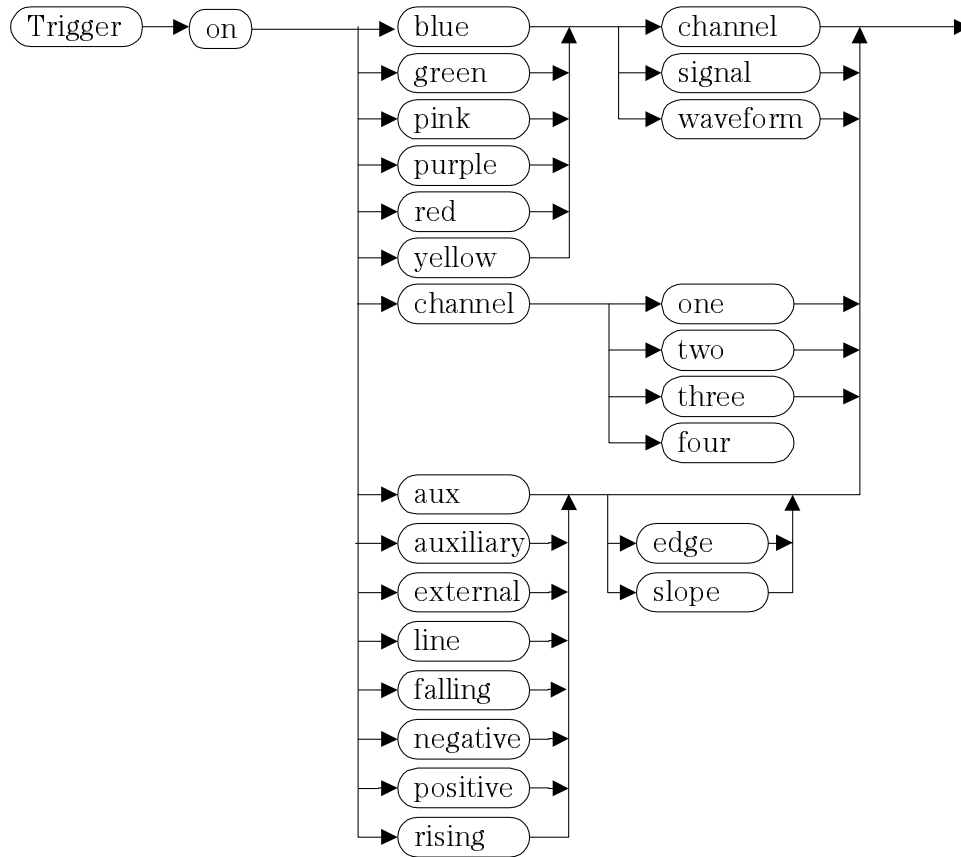 Trigger on blue channel
green signal
pink waveform
purple
red
yellow
channel one
two
three
four
aux
auxiliary edge
external slope
line
falling
negative
positive
rising